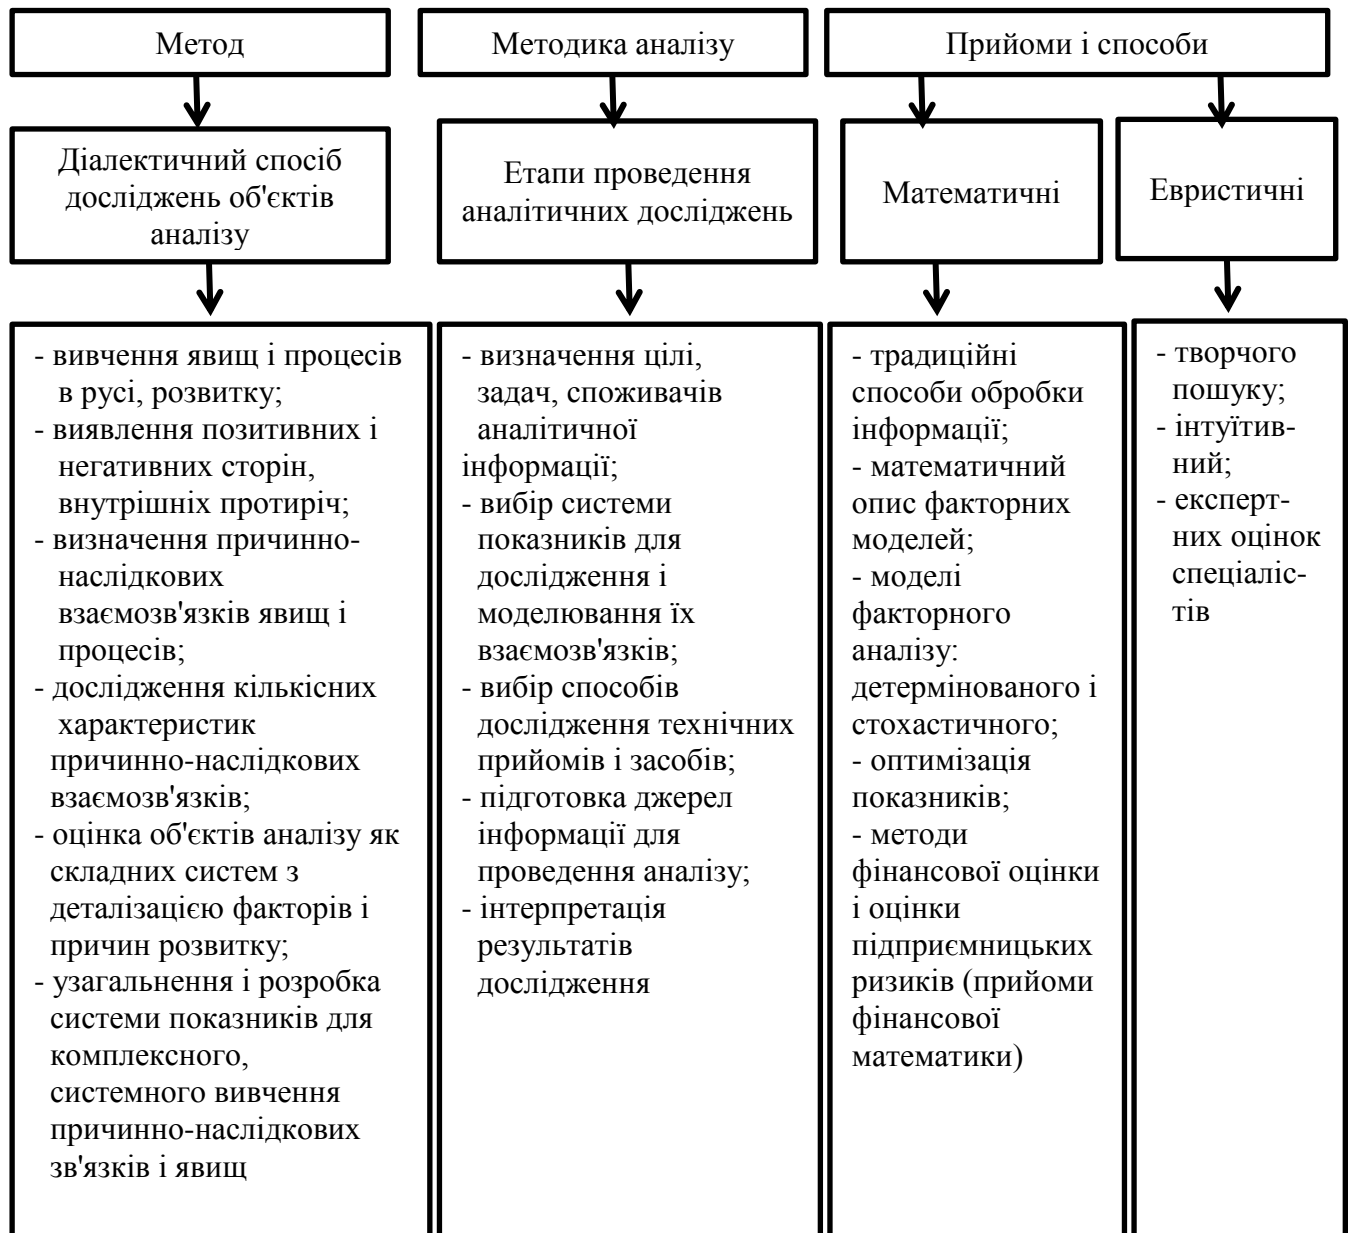 Метод
Методика аналізу
Прийоми і способи
Діалектичний спосіб
досліджень об'єктів
аналізу
Етапи проведення
аналітичних досліджень
Математичні
Евристичні
- вивчення явищ і процесів
в русі, розвитку;
- виявлення позитивних і
негативних сторін,
внутрішніх протиріч;
- визначення причинно-
наслідкових
взаємозв'язків явищ і
процесів;
- дослідження кількісних
характеристик
причинно-наслідкових
взаємозв'язків;
- оцінка об'єктів аналізу як
складних систем з
деталізацією факторів і
причин розвитку;
- узагальнення і розробка
системи показників для
комплексного,
системного вивчення
причинно-наслідкових
зв'язків і явищ
- визначення цілі,
задач, споживачів
аналітичної
інформації;
- вибір системи
показників для
дослідження і
моделювання їх
взаємозв'язків;
- вибір способів
дослідження технічних
прийомів і засобів;
- підготовка джерел
інформації для
проведення аналізу;
- інтерпретація
результатів
дослідження
- традиційні
способи обробки
інформації;
- математичний
опис факторних
моделей;
- моделі
факторного
аналізу:
детермінованого і
стохастичного;
- оптимізація
показників;
- методи
фінансової оцінки
і оцінки
підприємницьких
ризиків (прийоми
фінансової
математики)
- творчого
пошуку;
- інтуїтив-
ний;
- експерт-
них оцінок
спеціаліс-
тів